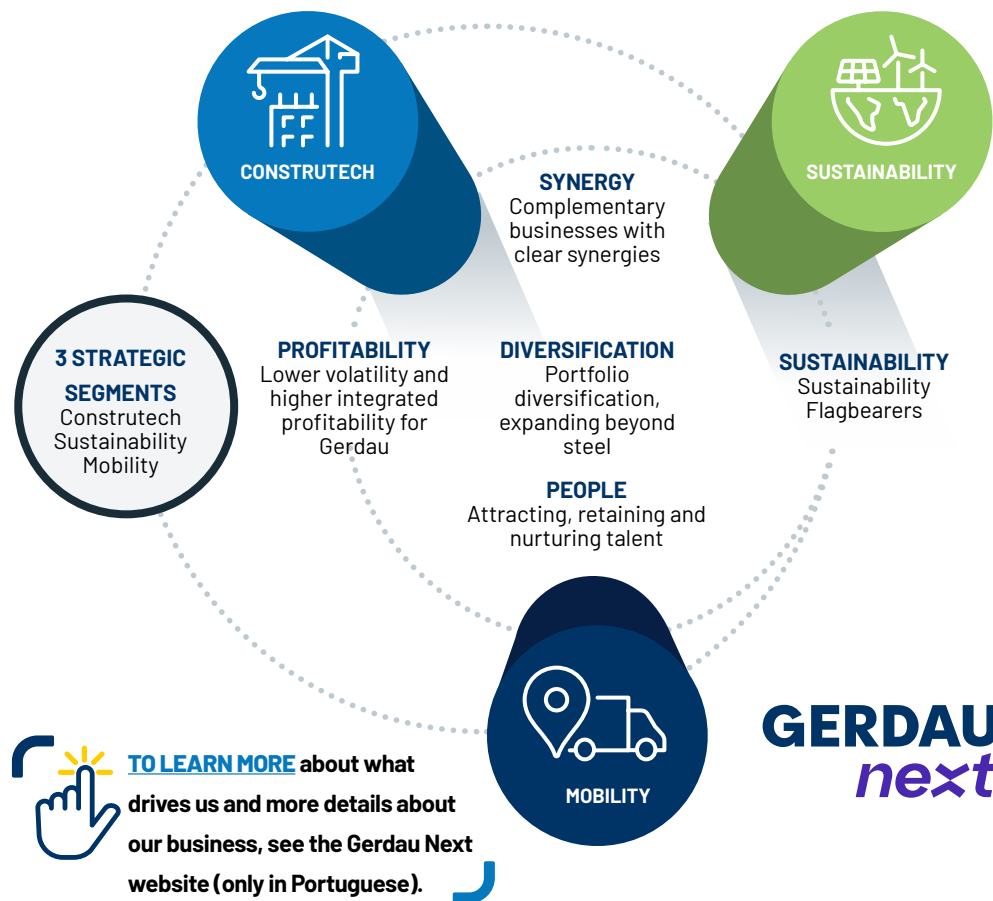 CONSTRUTECH
SUSTAINABILITY
SYNERGY
Complementary
businesses with
clear synergies
3 STRATEGIC
SEGMENTS
Construtech
Sustainability
Mobility
PROFITABILITY
Lower volatility and
higher integrated
profitability for
Gerdau
DIVERSIFICATION
Portfolio
diversification,
expanding beyond
steel
SUSTAINABILITY
Sustainability
Flagbearers
PEOPLE
Attracting, retaining and
nurturing talent
MOBILITY
GERDAU
next
TO LEARN MORE about what
drives us and more details about
our business, see the Gerdau Next
website (only in Portuguese).